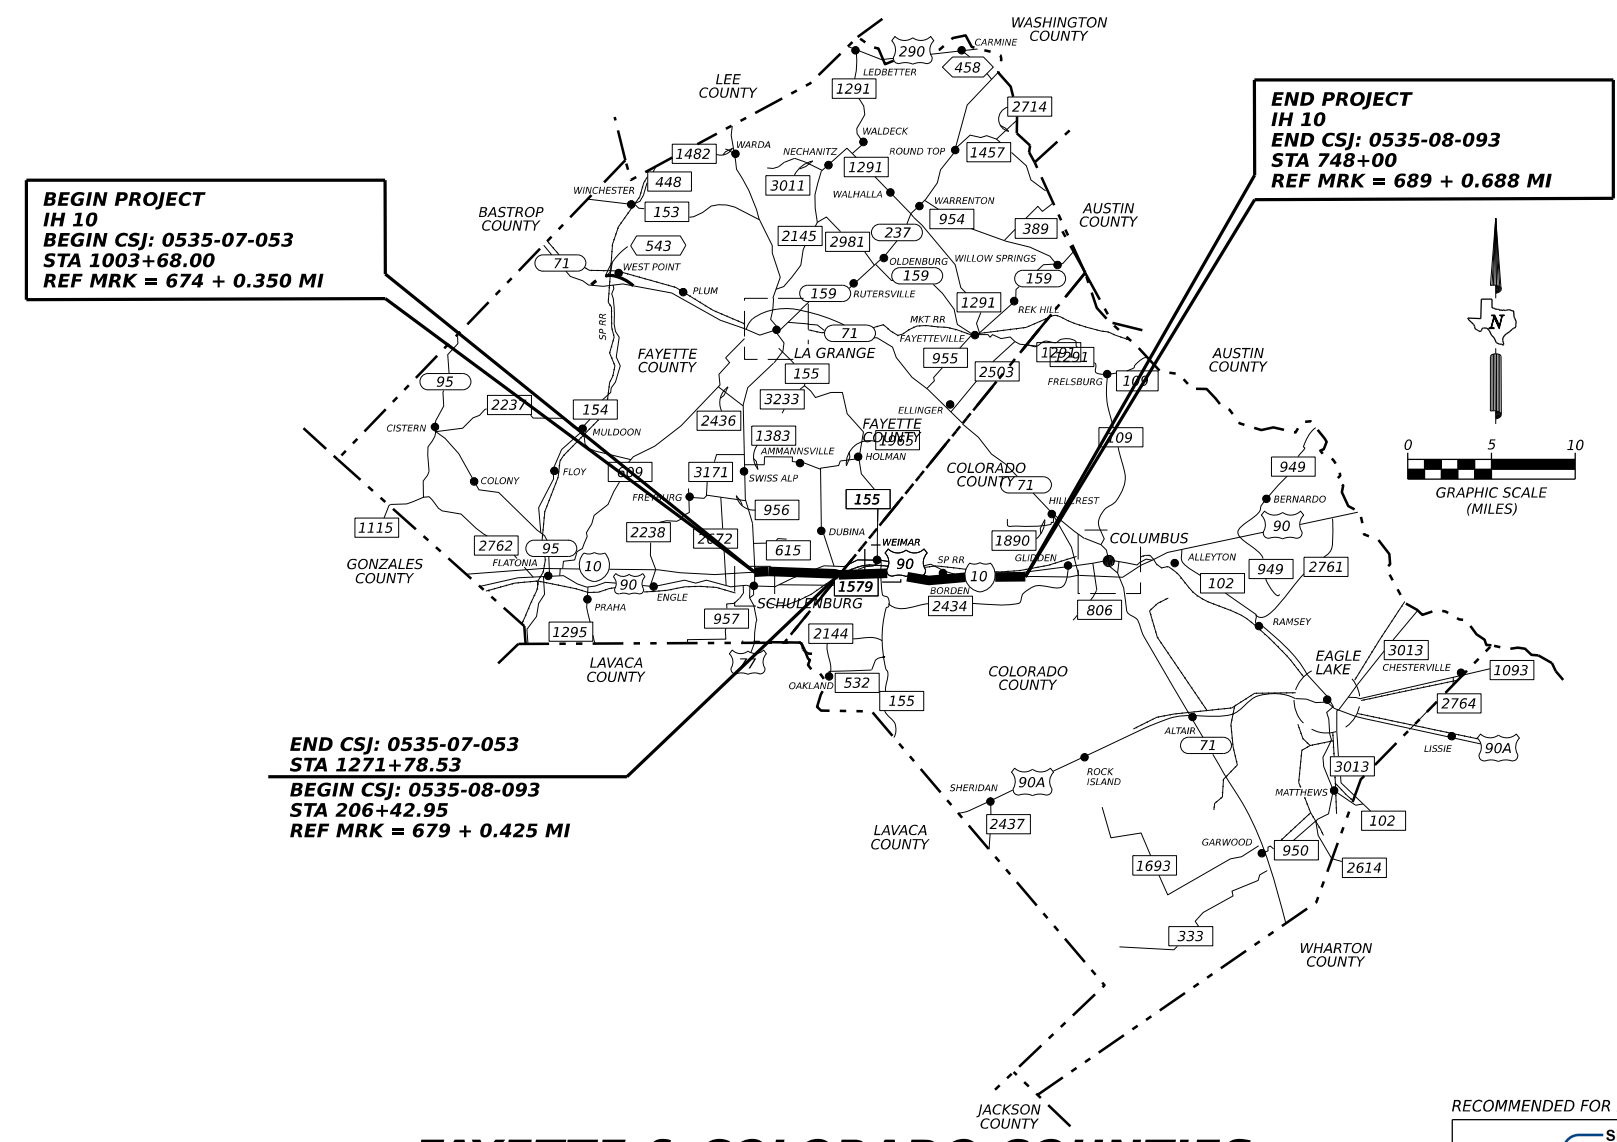 WASHINGTON
COUNTY
CARMINE
290
458
LEDBETTER
LEE
COUNTY
1291
2714
WALDECK
WARDA
1482
NECHANITZ
ROUND TOP
1457
1291
448
3011
WINCHESTER
WALHALLA
WARRENTON
153
954
BASTROP
COUNTY
AUSTIN
COUNTY
389
2145
2981
237
543
OLDENBURG
WILLOW SPRINGS
71
WEST POINT
159
159
PLUM
159
RUTERSVILLE
1291
REK HILL
MKT RR
SP RR
71
FAYETTEVILLE
LA GRANGE
FAYETTE
COUNTY
955
1291
1291
AUSTIN
COUNTY
155
2503
FRELSBURG
109
95
3233
2237
154
ELLINGER
CISTERN
MULDOON
2436
FAYETTE
COUNTY
1383
1965
109
AMMANNSVILLE
HOLMAN
FLOY
609
3171
SWISS ALP
COLORADO
COUNTY
949
COLONY
71
FREYBURG
155
HILLCREST
BERNARDO
956
1115
90
2238
DUBINA
2672
1890
COLUMBUS
2762
95
615
WEIMAR
GLIDDEN
ALLEYTON
GONZALES
COUNTY
FLATONIA
10
90
SP RR
10
949
2761
90
ENGLE
1579
BORDEN
102
PRAHA
SCHULENBURG
2434
806
957
1295
RAMSEY
2144
77
LAVACA
COUNTY
EAGLE
LAKE
3013
CHESTERVILLE
1093
COLORADO
COUNTY
OAKLAND
532
155
2764
ALTAIR
71
LISSIE
90A
3013
ROCK
ISLAND
90A
SHERIDAN
MATTHEWS
2437
102
LAVACA
COUNTY
GARWOOD
950
1693
2614
333
WHARTON
COUNTY
JACKSON
COUNTY
BEGIN PROJECT
IH 10
BEGIN CSJ: 0535-07-053
STA 1003+68.00
REF MRK = 674 + 0.350 MI
END PROJECT
IH 10
END CSJ: 0535-08-093
STA 748+00
REF MRK = 689 + 0.688 MI
N
0 5 10
GRAPHIC SCALE
(MILES)
END CSJ: 0535-07-053
STA 1271+78.53
BEGIN CSJ: 0535-08-093
STA 206+42.95
REF MRK = 679 + 0.425 MI
RECOMMENDED FOR
FAYETTE & COLORADO COUNTIES